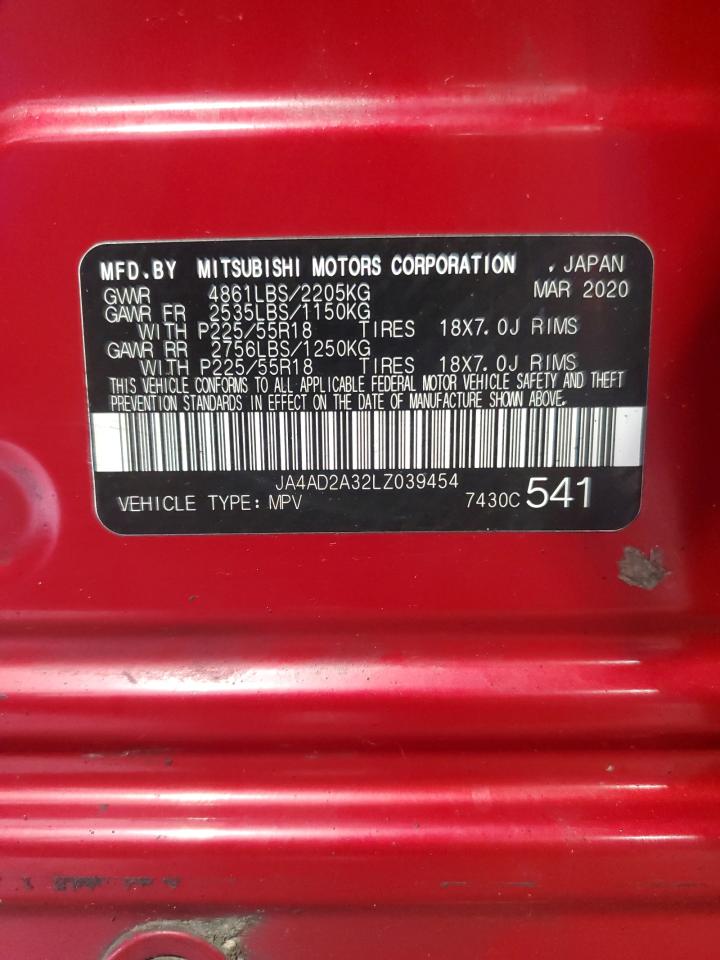 MFD.BY MITSUBISHI MOTORS CORPORATION , JAPAN
GVWR 4861LBS/2205KG MAR 2020
GAWR FR 2535LBS/1150KG
WITH P225/55R18 TIRES 18X7.0J RIMS
GAWR RR 2756LBS/1250KG
WITH P225/55R18 TIRES 18X7.0J RIMS
THIS VEHICLE CONFORMS TO ALL APPLICABLE FEDERAL MOTOR VEHICLE SAFETY AND THEFT
PREVENTION STANDARDS IN EFFECT ON THE DATE OF MANUFACTURE SHOWN ABOVE.
JA4AD2A32LZ039454
VEHICLE TYPE: MPV 7430C 541